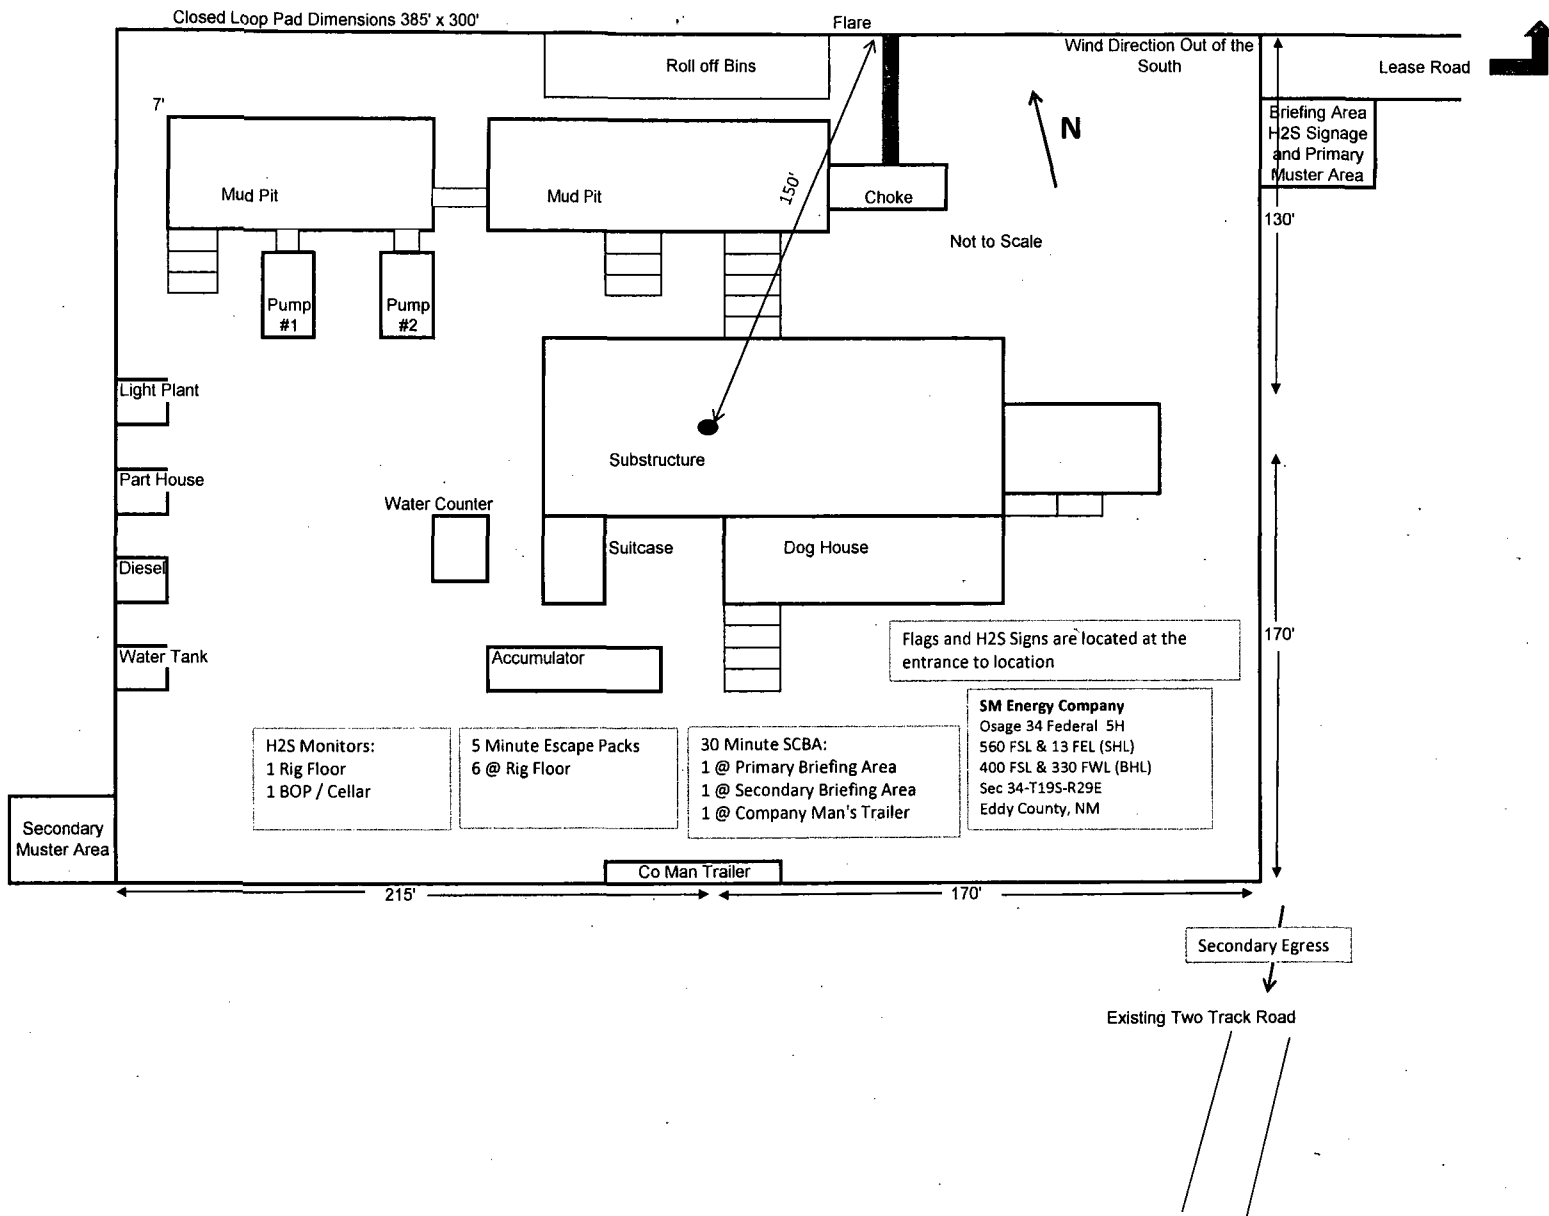 Closed Loop Pad Dimensions 385' x 300'
Flare
Wind Direction Out of the
South
Lease Road
Roll off Bins
7'
Briefing Area
H2S Signage
and Primary
Muster Area
N
Mud Pit
Mud Pit
150'
Choke
130'
Not to Scale
Pump
#1
Pump
#2
Light Plant
Substructure
Part House
Water Counter
Suitcase
Dog House
Diesel
Flags and H2S Signs are located at the
entrance to location
170'
Water Tank
Accumulator
SM Energy Company
Osage 34 Federal 5H
560 FSL & 13 FEL (SHL)
400 FSL & 330 FWL (BHL)
Sec 34-T19S-R29E
Eddy County, NM
H2S Monitors:
1 Rig Floor
1 BOP / Cellar
5 Minute Escape Packs
6 @ Rig Floor
30 Minute SCBA:
1 @ Primary Briefing Area
1 @ Secondary Briefing Area
1 @ Company Man's Trailer
Secondary
Muster Area
Co Man Trailer
215'
170'
Secondary Egress
Existing Two Track Road